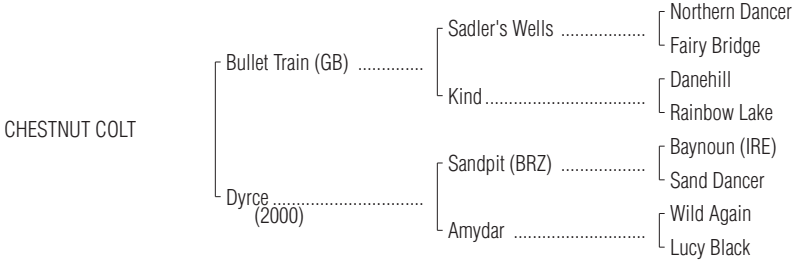 Northern Dancer
Sadler's Wells ..................
Fairy Bridge
Bullet Train (GB) ..............
Danehill
Kind ..................................
Rainbow Lake
CHESTNUT COLT
Baynoun (IRE)
Sandpit (BRZ) ..................
Sand Dancer
Dyrce ................................
(2000)
Wild Again
Amydar ............................
Lucy Black